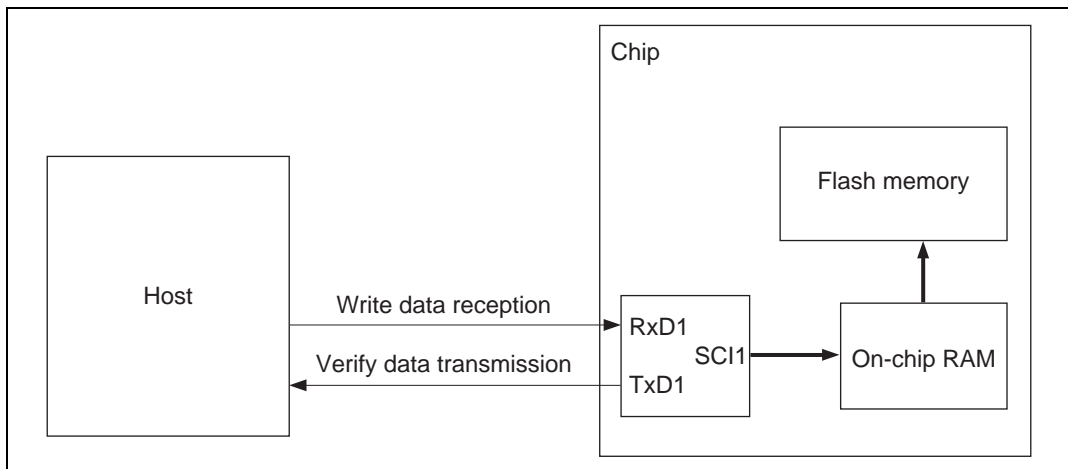 Chip
Flash memory
Host
Write data reception
RxD1
SCI1
On-chip RAM
Verify data transmission
TxD1